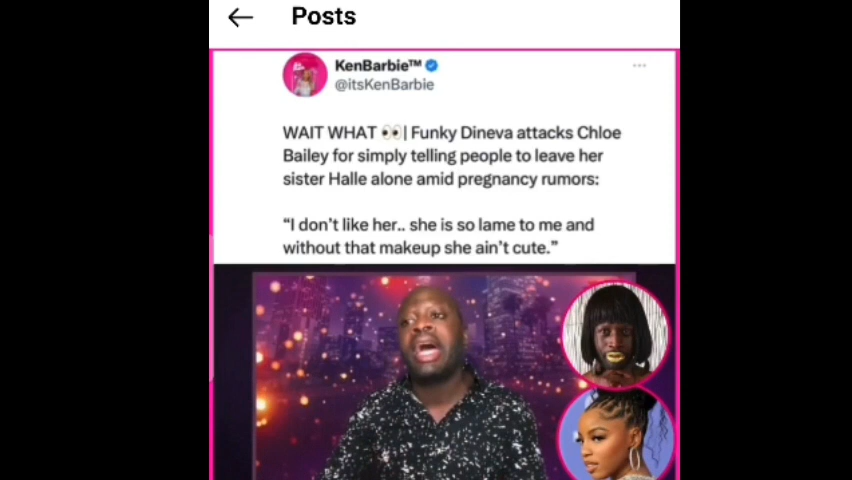 Posts
KenBarbie™
@itsKenBarbie
WAIT WHAT 👀| Funky Dineva attacks Chloe
Bailey for simply telling people to leave her
sister Halle alone amid pregnancy rumors:
“I don’t like her.. she is so lame to me and
without that makeup she ain’t cute.”